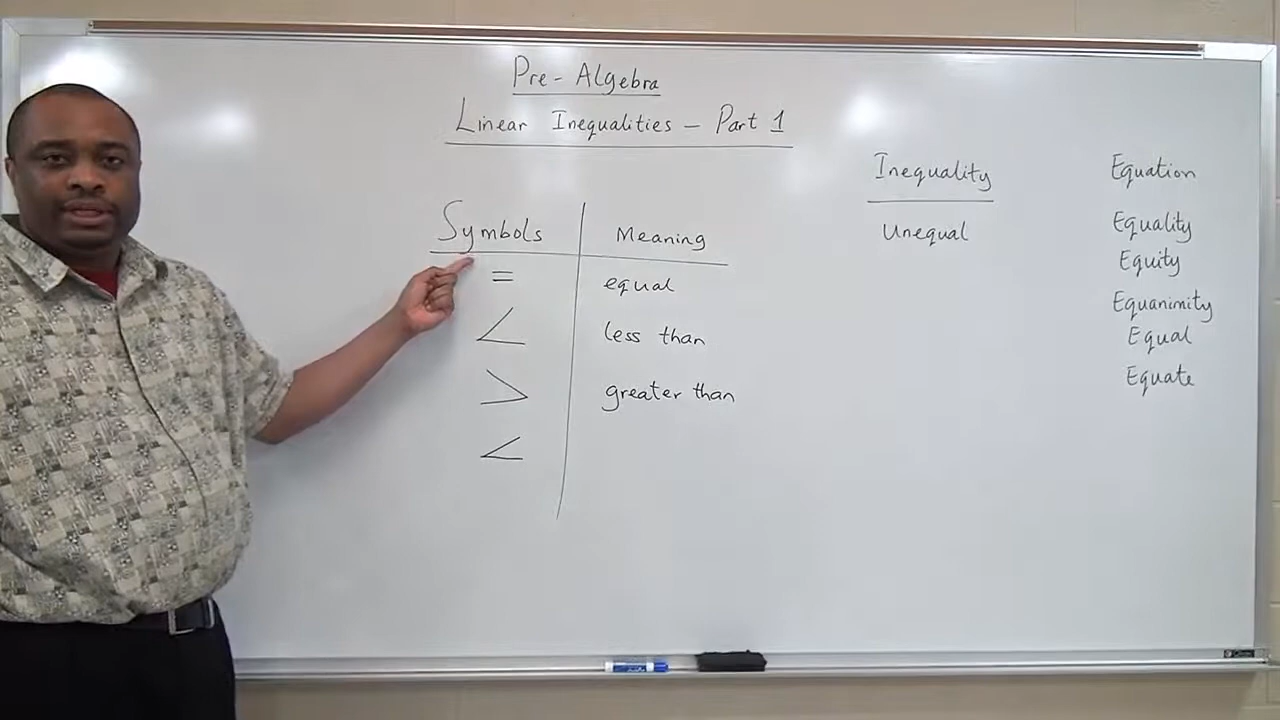 Pre-Algebra
Linear Inequalities - Part 1
Symbols Meaning
= equal
< less than
> greater than
<
Inequality
Unequal
Equation
Equality
Equity
Equanimity
Equal
Equate